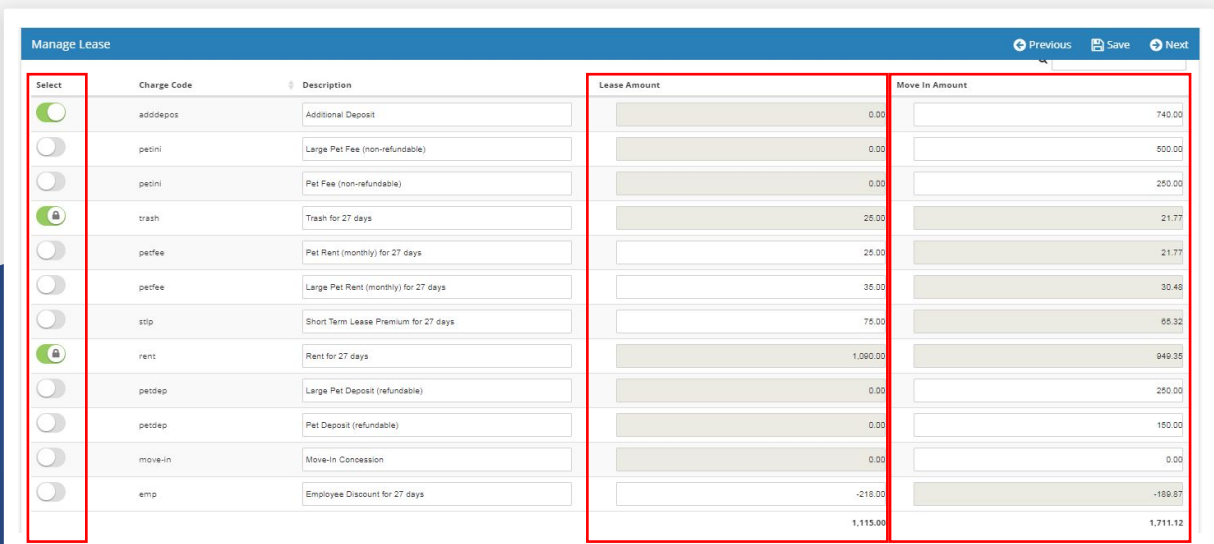 Manage Lease Previous Save Next
Select Charge Code Description Lease Amount Move In Amount
adddepos Additional Deposit 0.00 740.00
petini Large Pet Fee (non-refundable) 0.00 500.00
petini Pet Fee (non-refundable) 0.00 250.00
trash Trash for 27 days 25.00 21.77
petfee Pet Rent (monthly) for 27 days 25.00 21.77
petfee Large Pet Rent (monthly) for 27 days 35.00 30.48
stlp Short Term Lease Premium for 27 days 75.00 65.32
rent Rent for 27 days 1,090.00 949.35
petdep Large Pet Deposit (refundable) 0.00 250.00
petdep Pet Deposit (refundable) 0.00 150.00
move-in Move-In Concession 0.00 0.00
emp Employee Discount for 27 days -218.00 -189.87
1,115.00 1,711.12